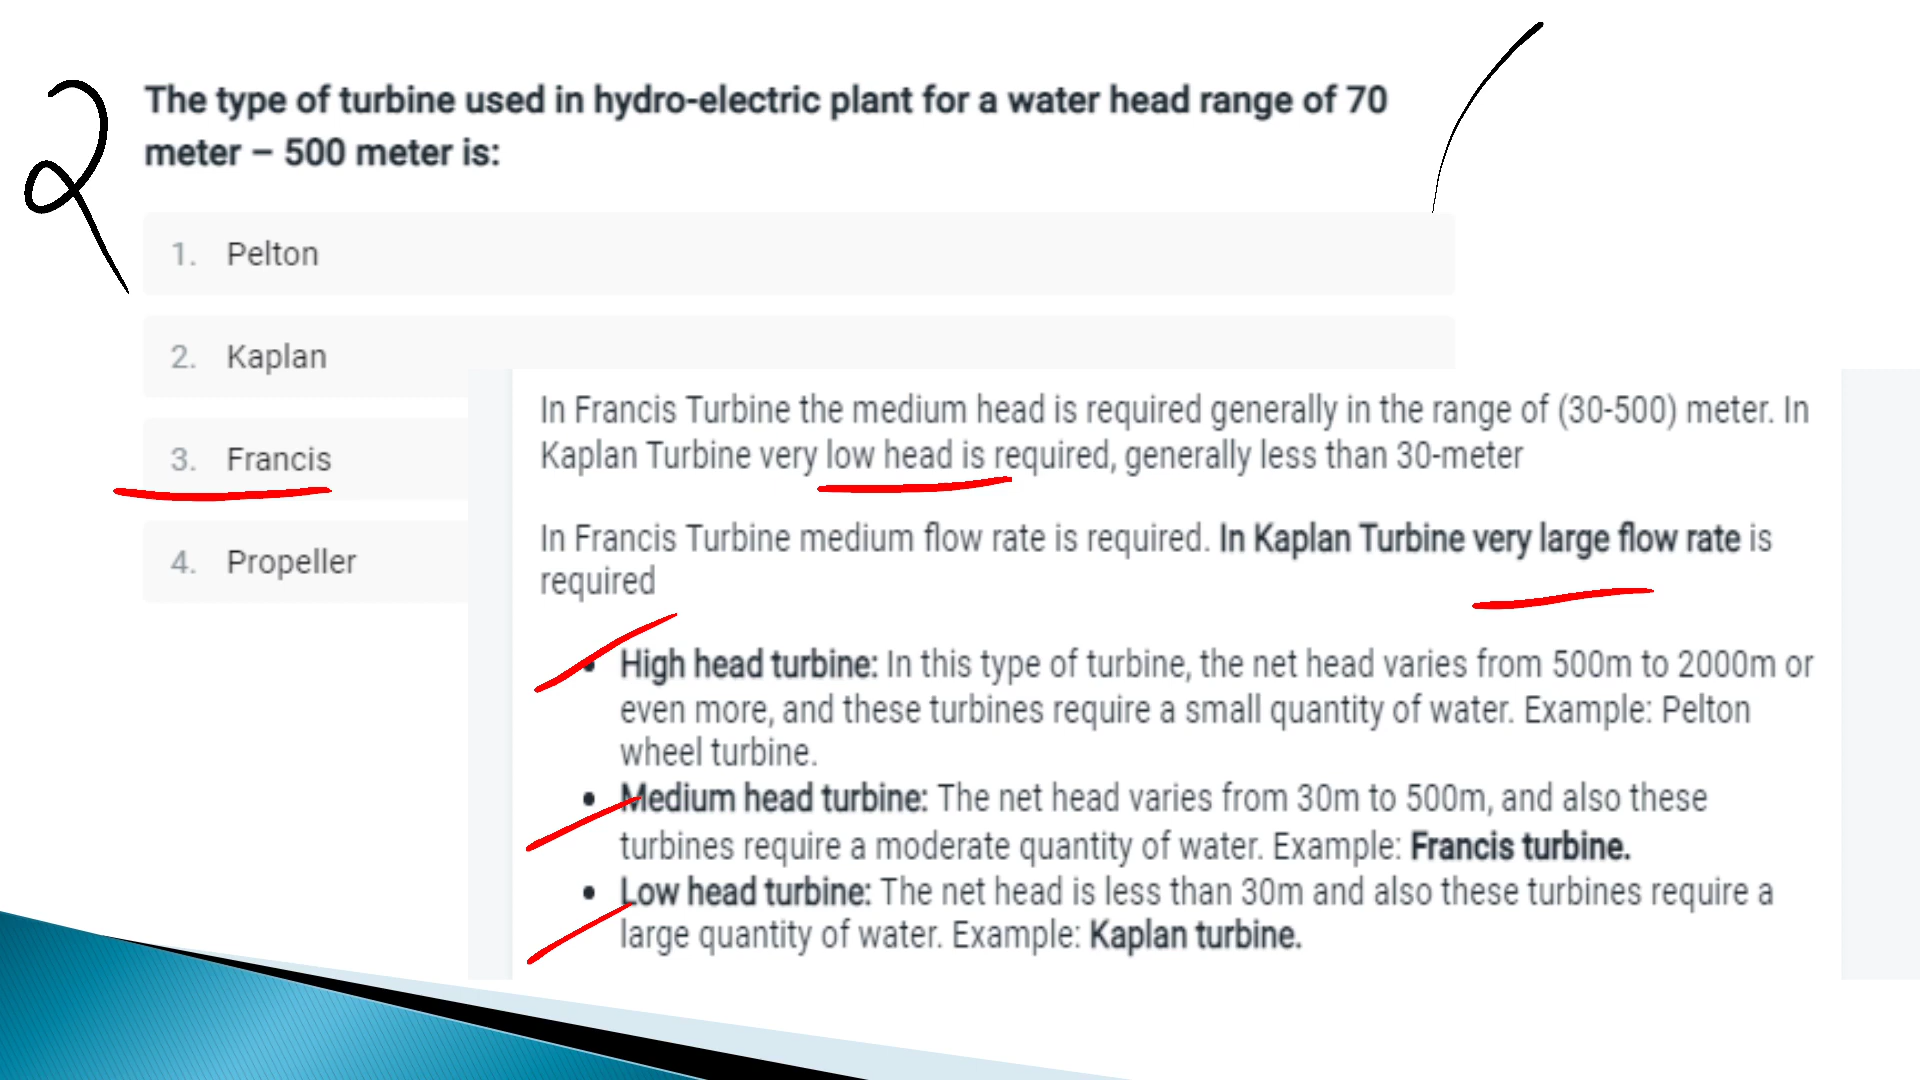 2
The type of turbine used in hydro-electric plant for a water head range of 70
meter – 500 meter is:
1. Pelton
2. Kaplan
3. Francis
4. Propeller
In Francis Turbine the medium head is required generally in the range of (30-500) meter. In
Kaplan Turbine very low head is required, generally less than 30-meter
In Francis Turbine medium flow rate is required. In Kaplan Turbine very large flow rate is
required
• High head turbine: In this type of turbine, the net head varies from 500m to 2000m or
even more, and these turbines require a small quantity of water. Example: Pelton
wheel turbine.
• Medium head turbine: The net head varies from 30m to 500m, and also these
turbines require a moderate quantity of water. Example: Francis turbine.
• Low head turbine: The net head is less than 30m and also these turbines require a
large quantity of water. Example: Kaplan turbine.